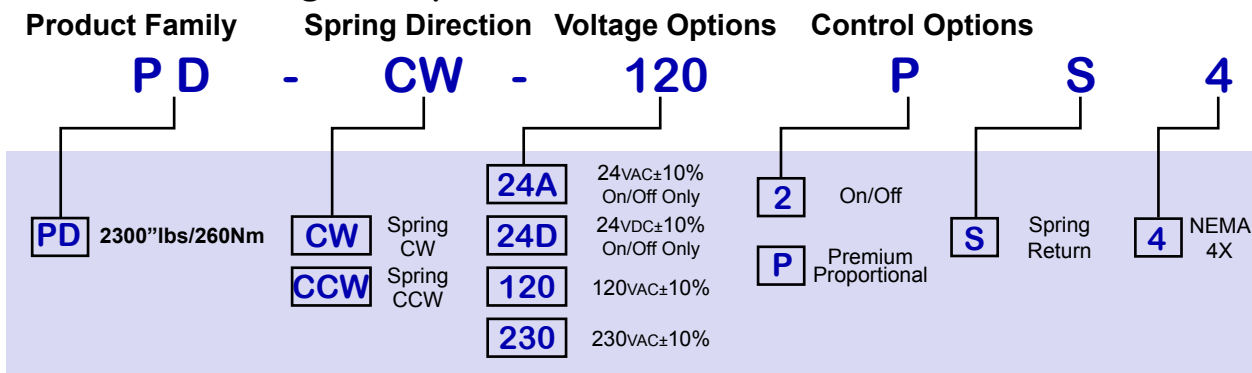 Product Family Spring Direction Voltage Options Control Options
PD - CW - 120 P S 4
PD 2300"lbs/260Nm
CW Spring CW
CCW Spring CCW
24A 24VAC±10% On/Off Only
24D 24VDC±10% On/Off Only
120 120VAC±10%
230 230VAC±10%
2 On/Off
P Premium Proportional
S Spring Return
4 NEMA 4X